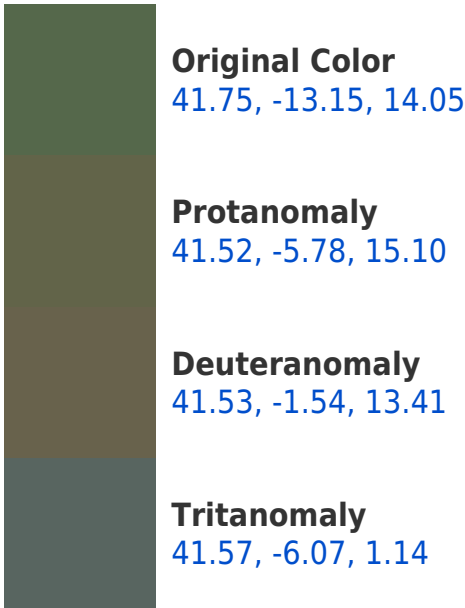 Original Color
41.75, -13.15, 14.05
Protanomaly
41.52, -5.78, 15.10
Deuteranomaly
41.53, -1.54, 13.41
Tritanomaly
41.57, -6.07, 1.14